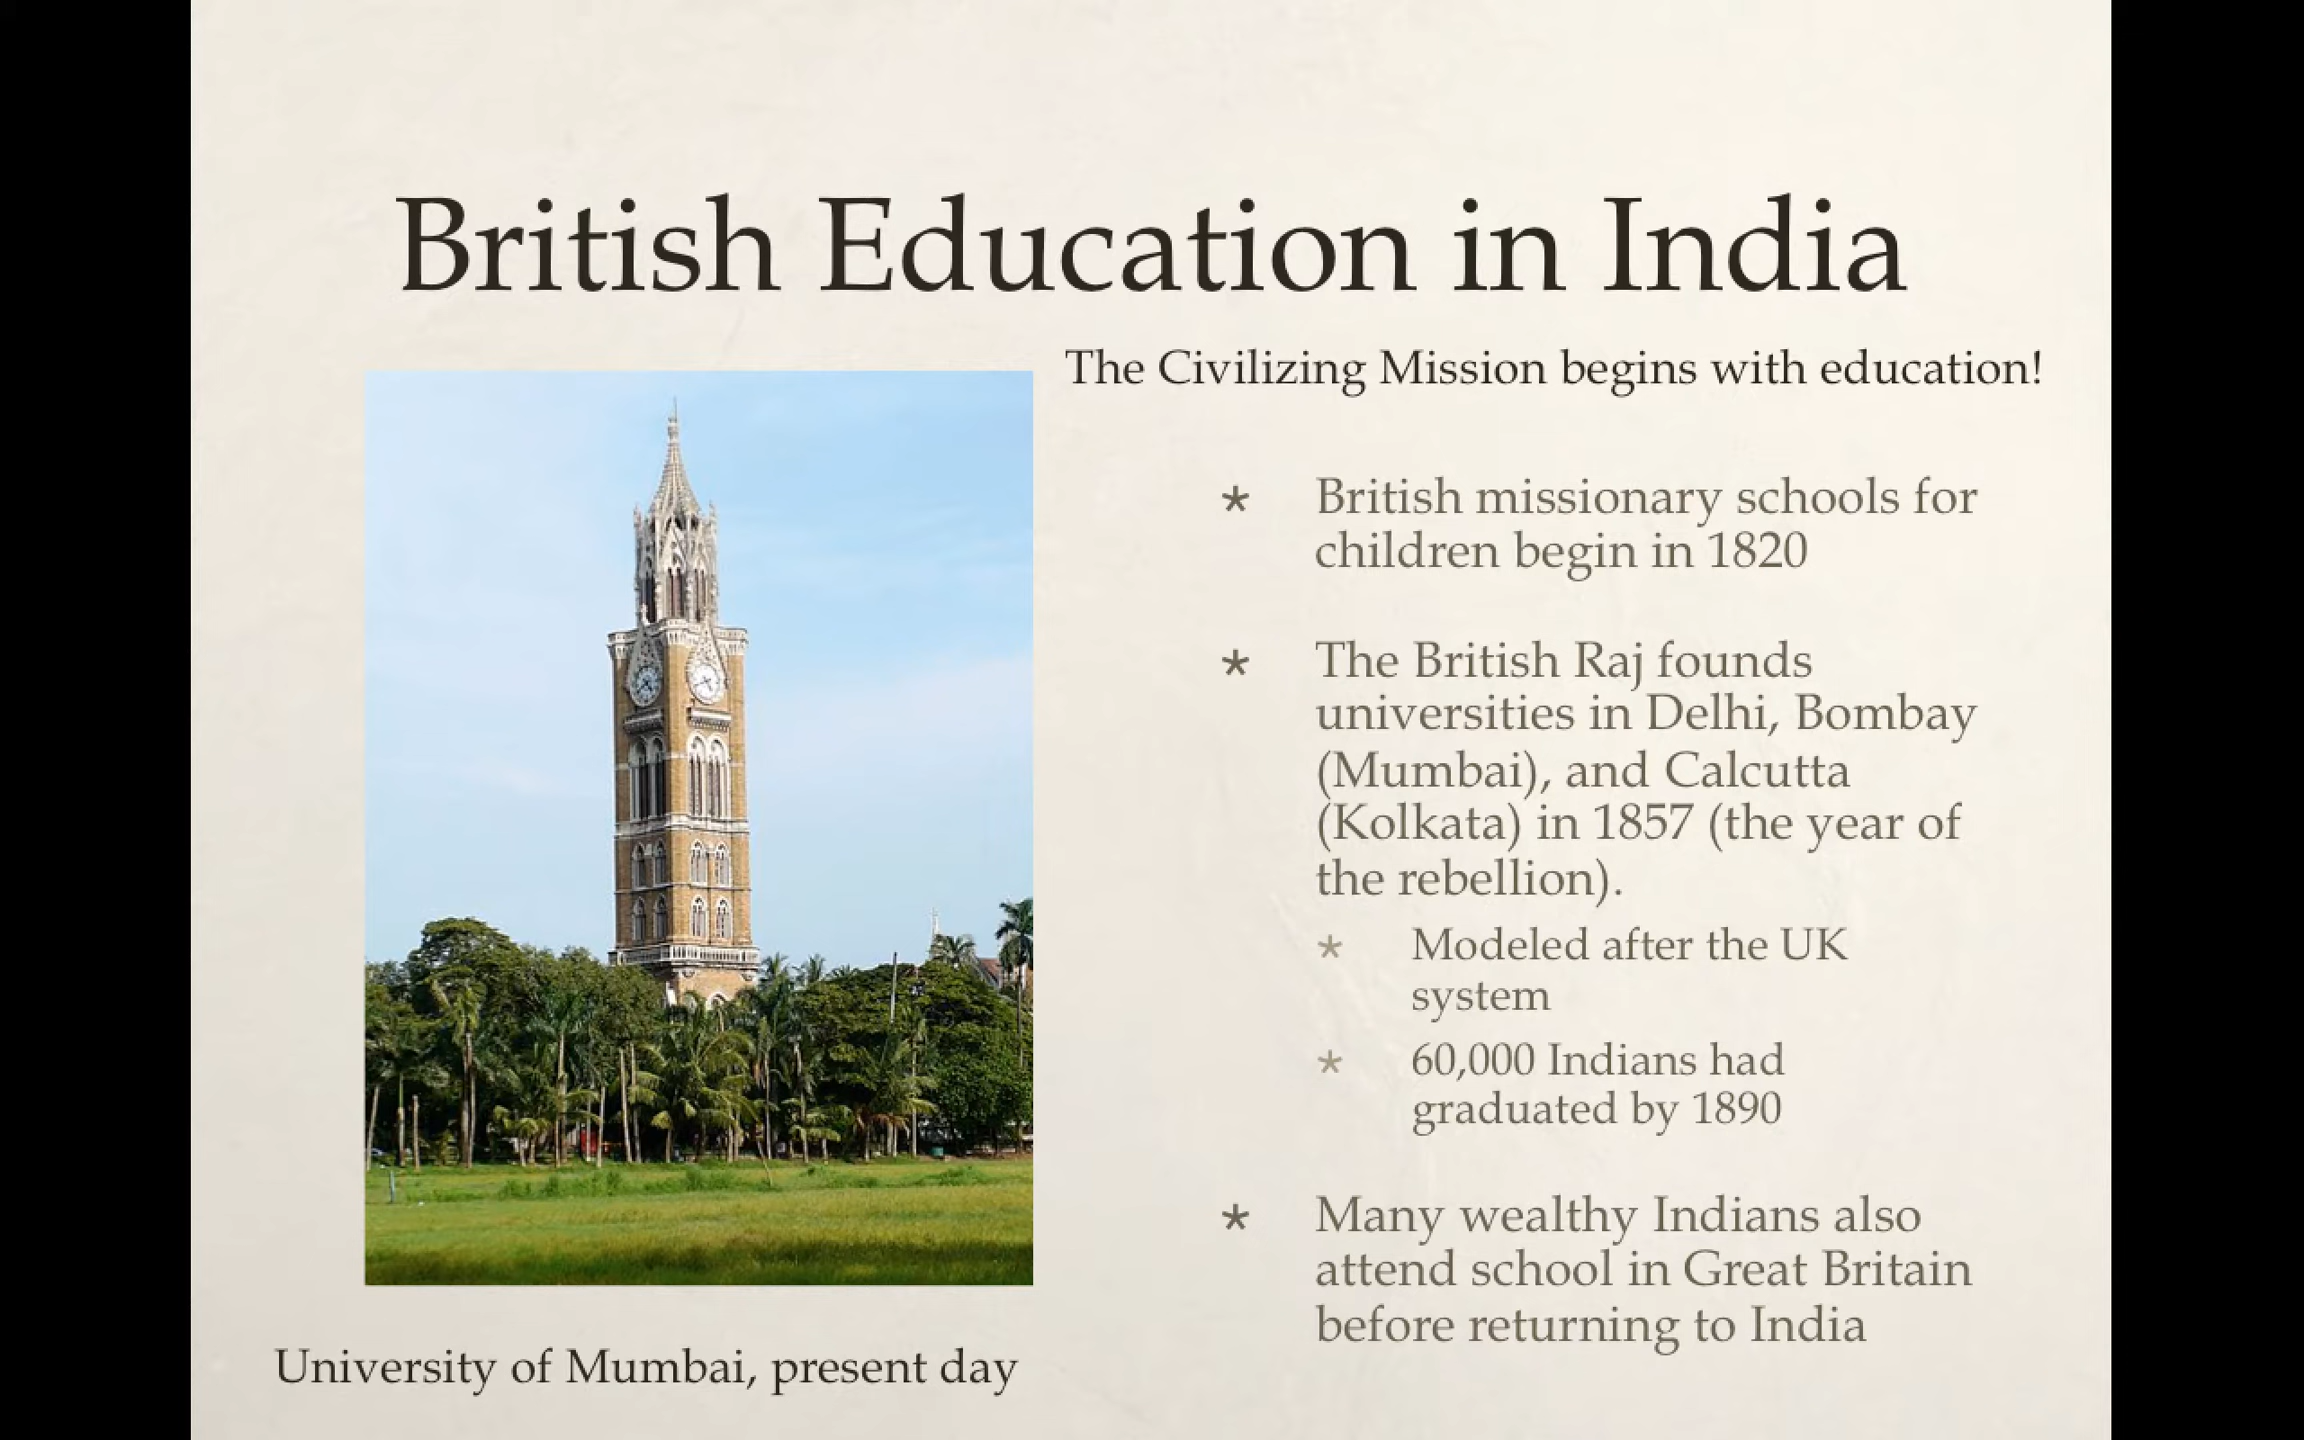 British Education in India
The Civilizing Mission begins with education!
* British missionary schools for
children begin in 1820
* The British Raj founds
universities in Delhi, Bombay
(Mumbai), and Calcutta
(Kolkata) in 1857 (the year of
the rebellion).
* Modeled after the UK
system
* 60,000 Indians had
graduated by 1890
* Many wealthy Indians also
attend school in Great Britain
before returning to India
University of Mumbai, present day